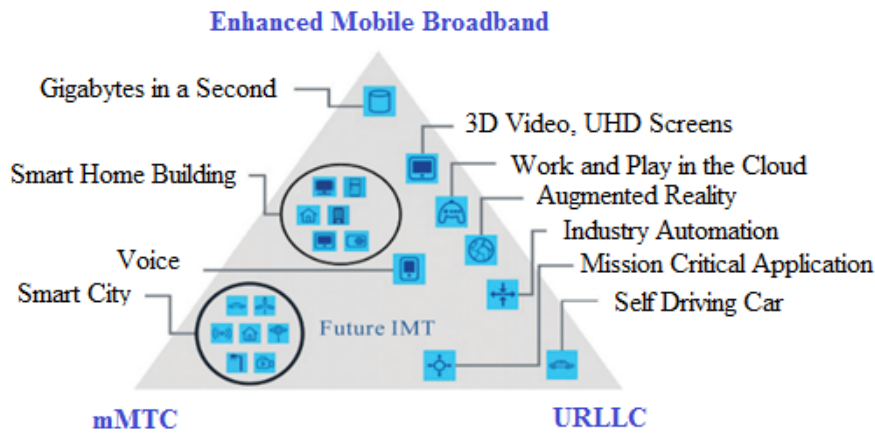 Enhanced Mobile Broadband
Gigabytes in a Second
3D Video, UHD Screens
Work and Play in the Cloud
Smart Home Building
Augmented Reality
Industry Automation
Voice
Mission Critical Application
Smart City
Self Driving Car
Future IMT
mMTC
URLLC